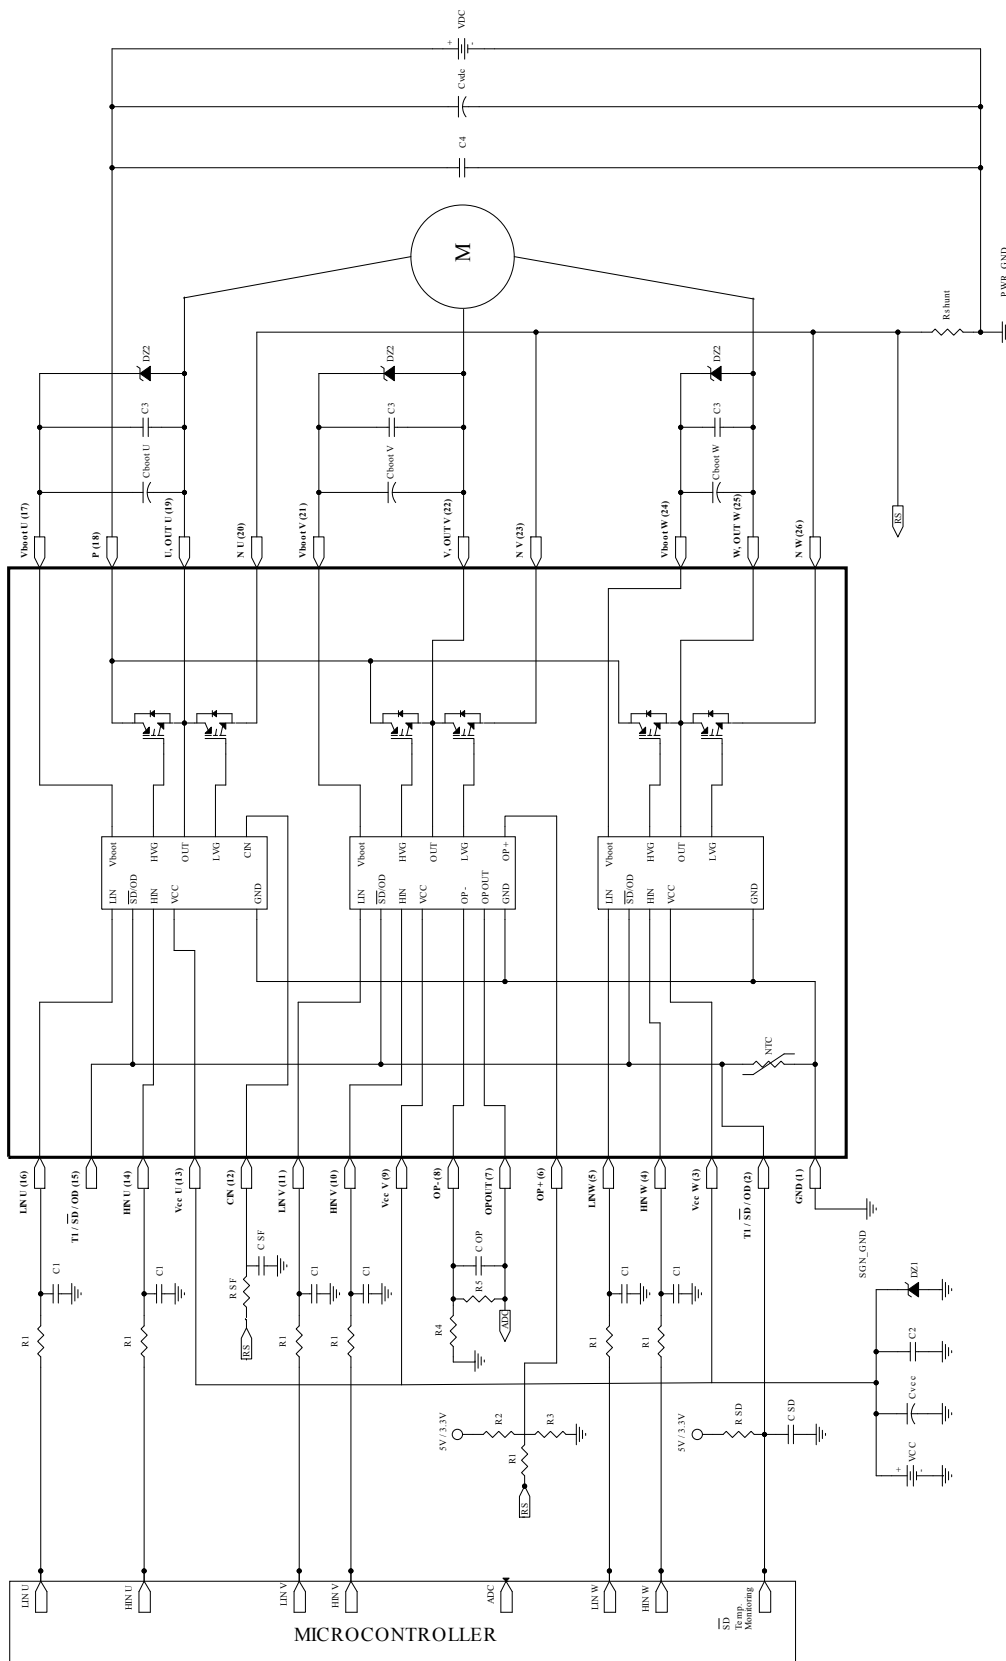 VDC
+
-
Cvdc
C4
M
PWR_GND
Rshunt
DZ2
C3
Cboot U
DZ2
C3
Cboot V
DZ2
C3
Cboot W
RS
Vboot U (17)
P (18)
U, OUT U (19)
N U (20)
Vboot V (21)
V, OUT V (22)
N V (23)
Vboot W (24)
W, OUT W (25)
N W (26)
Vboot
HVG
OUT
LVG
CIN
LIN
SD/OD
HIN
VCC
GND
Vboot
HVG
OUT
LVG
OP+
LIN
SD/OD
HIN
VCC
OP-
OPOUT
GND
Vboot
HVG
OUT
LVG
LIN
SD/OD
HIN
VCC
GND
NTC
LIN U (16)
T1 / SD / OD (15)
HIN U (14)
Vcc U (13)
CIN (12)
LIN V (11)
HIN V (10)
Vcc V (9)
OP- (8)
OPOUT (7)
OP+ (6)
LIN W (5)
HIN W (4)
Vcc W (3)
T1 / SD / OD (2)
GND (1)
SGN_GND
C1
C1
C SF
R SF
RS
C1
C1
C OP
R5
ADC
R4
C1
C1
DZ1
C2
Cvcc
VCC
+
-
R1
R1
R1
R1
R1
R1
5V / 3.3V
R2
R3
R1
RS
5V / 3.3V
R SD
C SD
LIN U
HIN U
LIN V
HIN V
ADC
LIN W
HIN W
SD
Temp.
Monitoring
MICROCONTROLLER